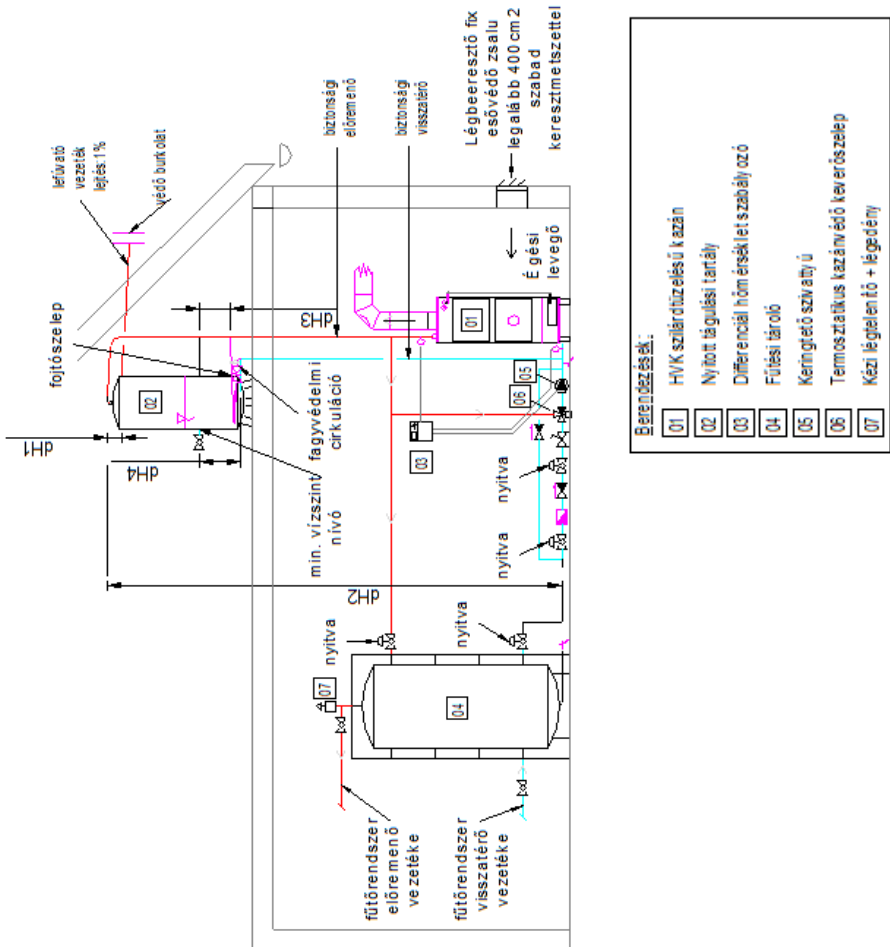 lefúvató
vezeték
lejtés:1%
védő burkolat
fojtószelep
biztonsági
előremenő
biztonsági
visszatérő
Légbeeresztő fix
esővédő zsalu
legalább 400 cm2
szabad
keresztmetszettel
Égési
levegő
dH1
dH4
dH3
dH2
02
01
03
05
06
07
04
min. vízszint
nívó
fagyvédelmi
cirkuláció
nyitva
nyitva
nyitva
nyitva
fűtőrendszer
előremenő
vezetéke
fűtőrendszer
visszatérő
vezetéke
Berendezések:
01 HVK szilárdtüzelésű kazán
02 Nyitott tágulási tartály
03 Differenciál hőmérséklet szabályozó
04 Fűtési tároló
05 Keringtető szivattyú
06 Termosztatikus kazánvédő keverőszelep
07 Kézi légtelenítő + légedény